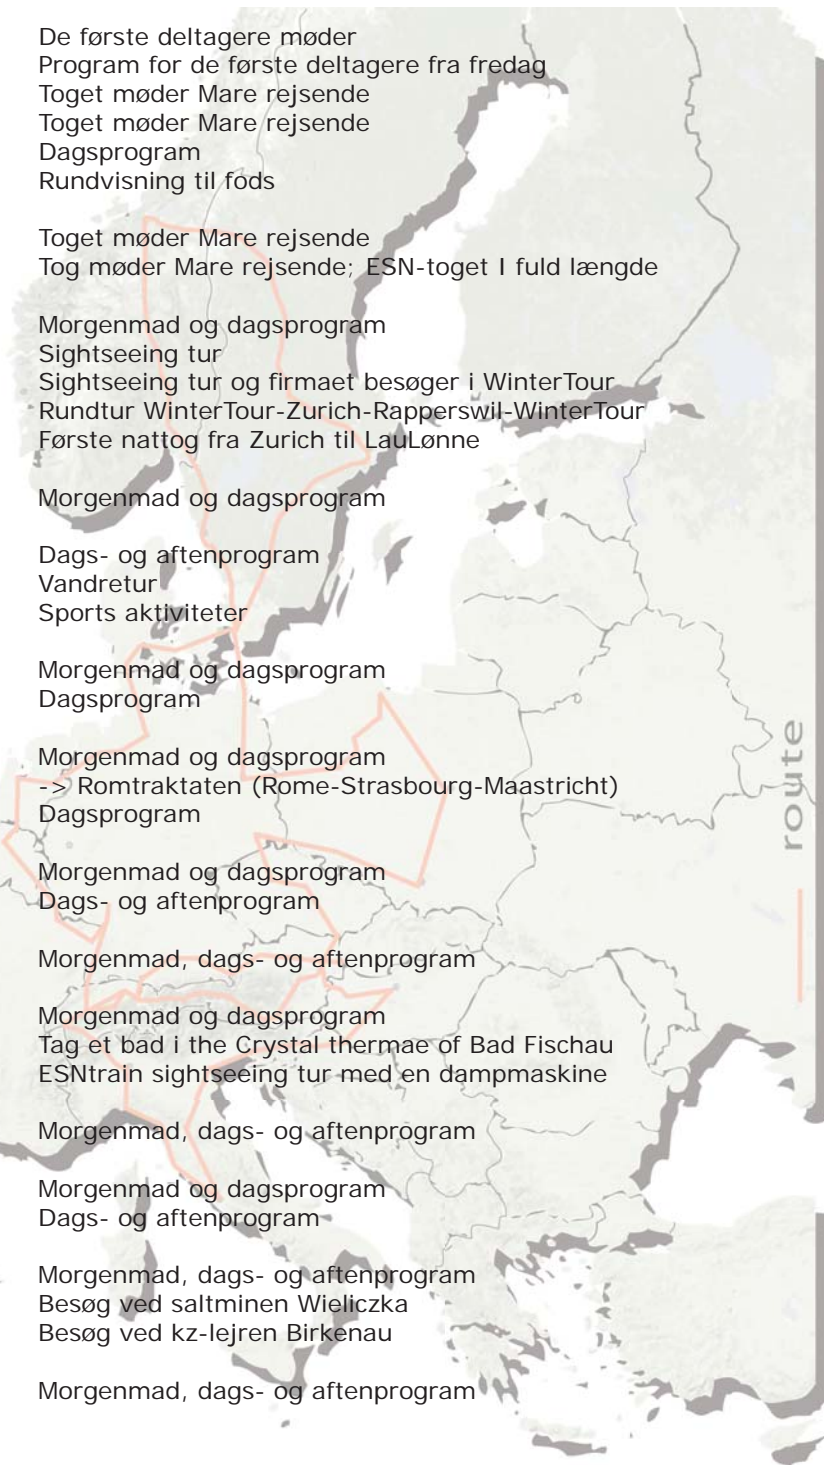 De første deltagere møder
Program for de første deltagere fra fredag
Toget møder Mare rejsende
Toget møder Mare rejsende
Dagsprogram
Rundvisning til fods
Toget møder Mare rejsende
Tog møder Mare rejsende; ESN-toget I fuld længde
Morgenmad og dagsprogram
Sightseeing tur
Sightseeing tur og firmaet besøger i WinterTour
Rundtur WinterTour-Zurich-Rapperswil-WinterTour
Første nattog fra Zurich til LauLønne
Morgenmad og dagsprogram
Dags- og aftenprogram
Vandretur
Sports aktiviteter
Morgenmad og dagsprogram
Dagsprogram
Morgenmad og dagsprogram
-> Romtraktaten (Rome-Strasbourg-Maastricht)
Dagsprogram
Morgenmad og dagsprogram
Dags- og aftenprogram
Morgenmad, dags- og aftenprogram
Morgenmad og dagsprogram
Tag et bad i the Crystal thermae of Bad Fischau
ESNtrain sightseeing tur med en dampmaskine
Morgenmad, dags- og aftenprogram
Morgenmad og dagsprogram
Dags- og aftenprogram
Morgenmad, dags- og aftenprogram
Besøg ved saltminen Wieliczka
Besøg ved kz-lejren Birkenau
Morgenmad, dags- og aftenprogram
route